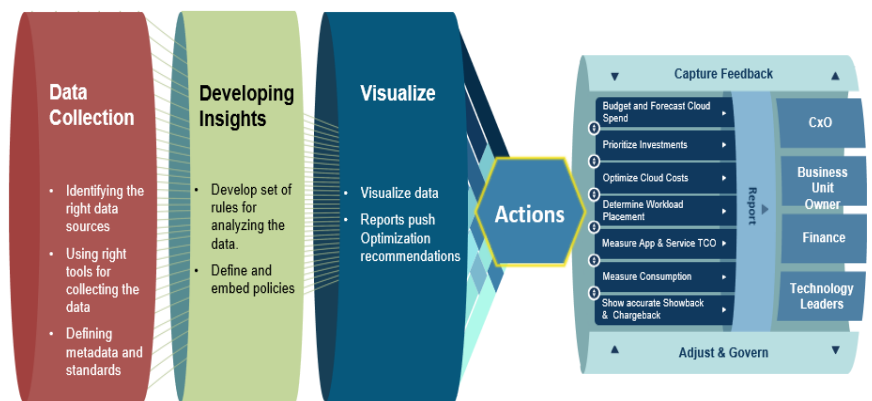 Data
Collection
• Identifying the
right data
sources
• Using right
tools for
collecting the
data
• Defining
metadata and
standards
Developing
Insights
• Develop set of
rules for
analyzing the
data.
• Define and
embed policies
Visualize
• Visualize data
• Reports push
Optimization
recommendations
Actions
Capture Feedback
Budget and Forecast Cloud
Spend
Prioritize Investments
Optimize Cloud Costs
Determine Workload
Placement
Measure App & Service TCO
Measure Consumption
Show accurate Showback
& Chargeback
Report
CxO
Business
Unit
Owner
Finance
Technology
Leaders
Adjust & Govern